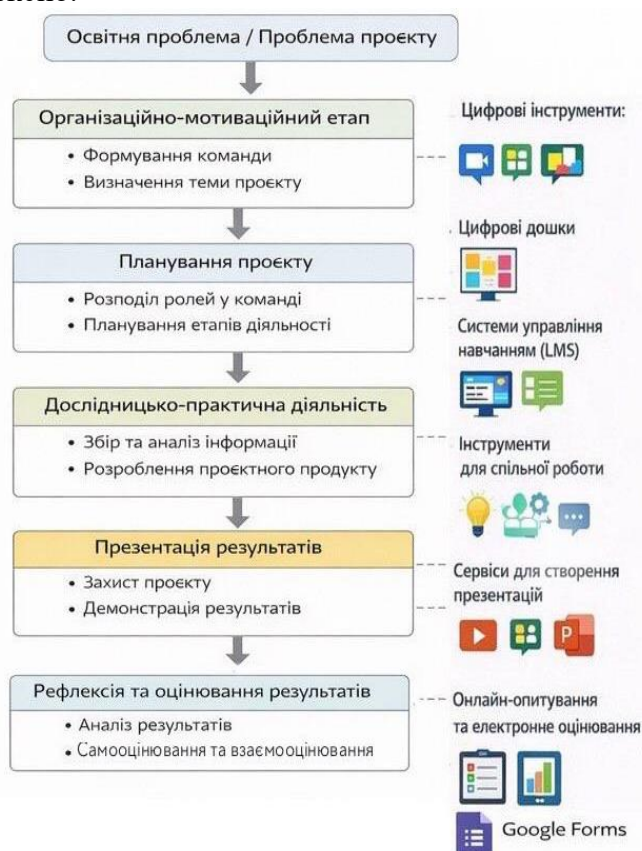 Освітня проблема / Проблема проєкту
Організаційно-мотиваційний етап
• Формування команди
• Визначення теми проєкту
Цифрові інструменти:
Цифрові дошки
Планування проєкту
• Розподіл ролей у команді
• Планування етапів діяльності
Системи управління
навчанням (LMS)
Дослідницько-практична діяльність
• Збір та аналіз інформації
• Розроблення проєктного продукту
Інструменти
для спільної роботи
Презентація результатів
• Захист проєкту
• Демонстрація результатів
Сервіси для створення
презентацій
P
Рефлексія та оцінювання результатів
• Аналіз результатів
• Самооцінювання та взаємооцінювання
Онлайн-опитування
та електронне оцінювання
Google Forms